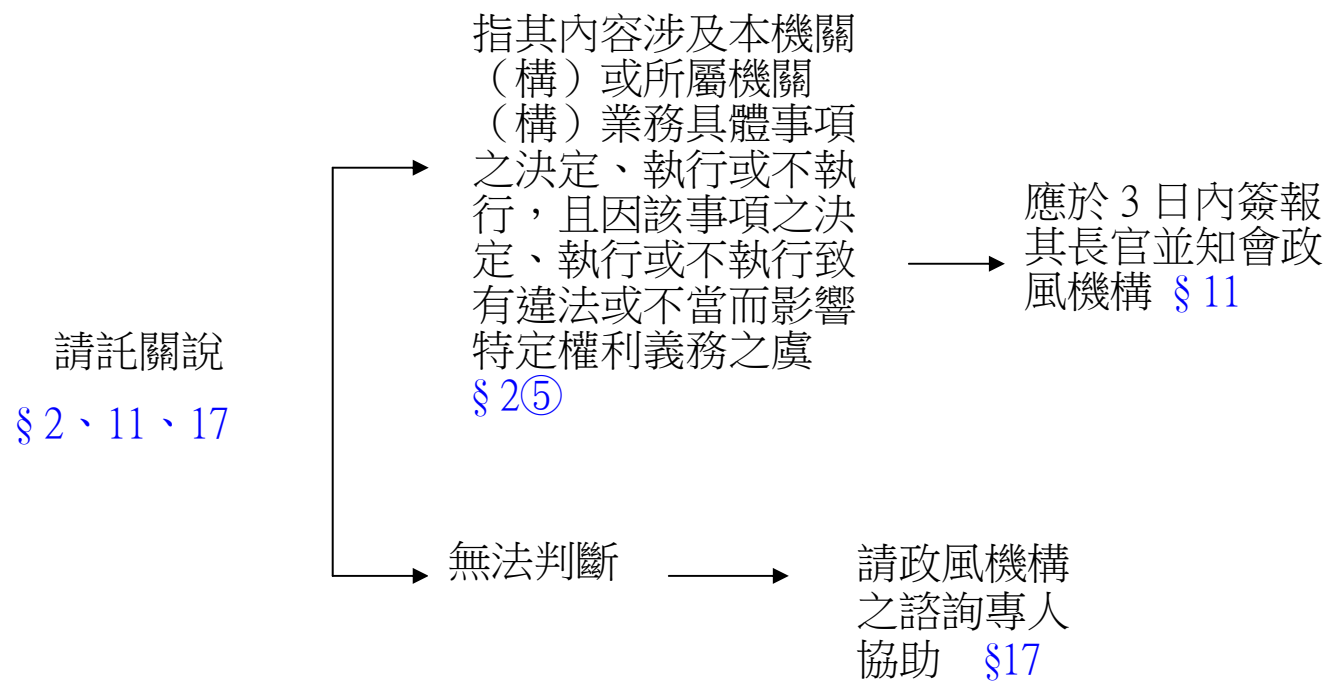 請託關說
§2、11、17
指其內容涉及本機關
（構）或所屬機關
（構）業務具體事項
之決定、執行或不執
行，且因該事項之決
定、執行或不執行致
有違法或不當而影響
特定權利義務之虞
§2⑤
應於3日內簽報
其長官並知會政
風機構 §11
無法判斷
請政風機構
之諮詢專人
協助 §17